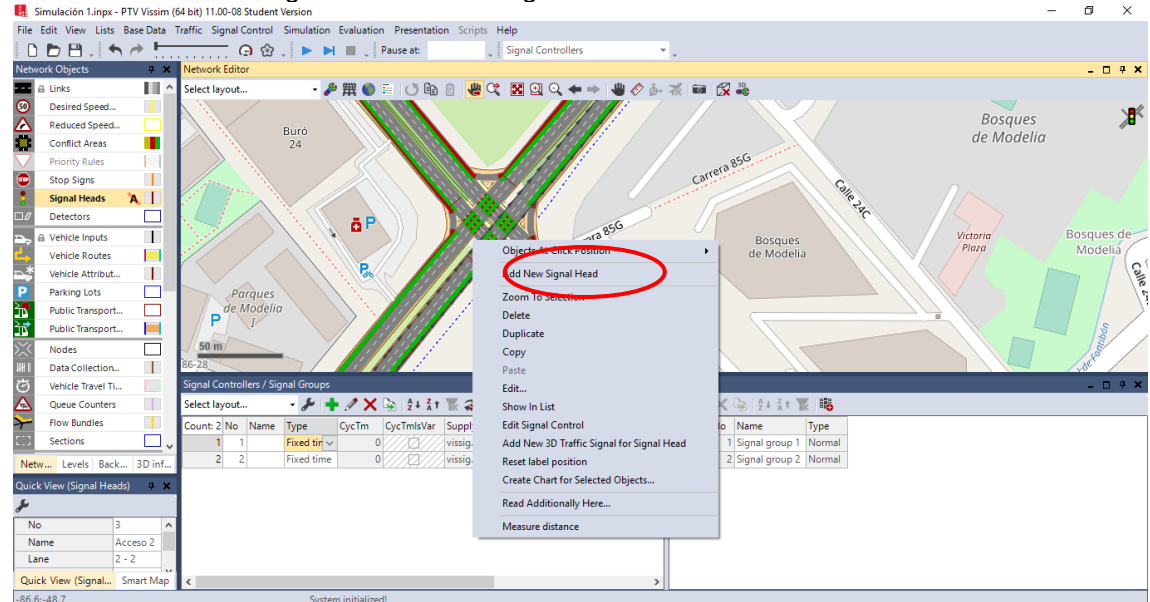 Simulación 1.inpx - PTV Vissim (64 bit) 11.00-08 Student Version
File Edit View Lists Base Data Traffic Signal Control Simulation Evaluation Presentation Scripts Help
Pause at: Signal Controllers
Network Objects
Network Editor
Select layout...
Links
Desired Speed...
Reduced Speed...
Conflict Areas
Priority Rules
Stop Signs
Signal Heads
Detectors
Vehicle Inputs
Vehicle Routes
Vehicle Attribut...
Parking Lots
Public Transport...
Public Transport...
Nodes
Data Collection...
Vehicle Travel Ti...
Queue Counters
Flow Bundles
Sections
Netw... Levels Back... 3D inf...
Buró
24
Bosques
de Modelia
Carrera 85G
Calle 24C
Victoria
Plaza
Bosques de
Modelia
Bosques
de Modelia
Parques
de Modelia
I
P
P
P
50 m
86-28
Objects At Click Position
Add New Signal Head
Zoom To Selection
Delete
Duplicate
Copy
Paste
Edit...
Show In List
Edit Signal Control
Add New 3D Traffic Signal for Signal Head
Reset label position
Create Chart for Selected Objects...
Read Additionally Here...
Measure distance
Signal Controllers / Signal Groups
Select layout...
Count: 2 No Name Type CycTm CycTmIsVar
1 1 Fixed tir 0 vissig.
2 2 Fixed time 0 vissig.
Name Type
1 Signal group 1 Normal
2 Signal group 2 Normal
Quick View (Signal Heads)
No 3
Name Acceso 2
Lane 2 - 2
Quick View (Signal... Smart Map
-86.6:-48.7 System initialized!